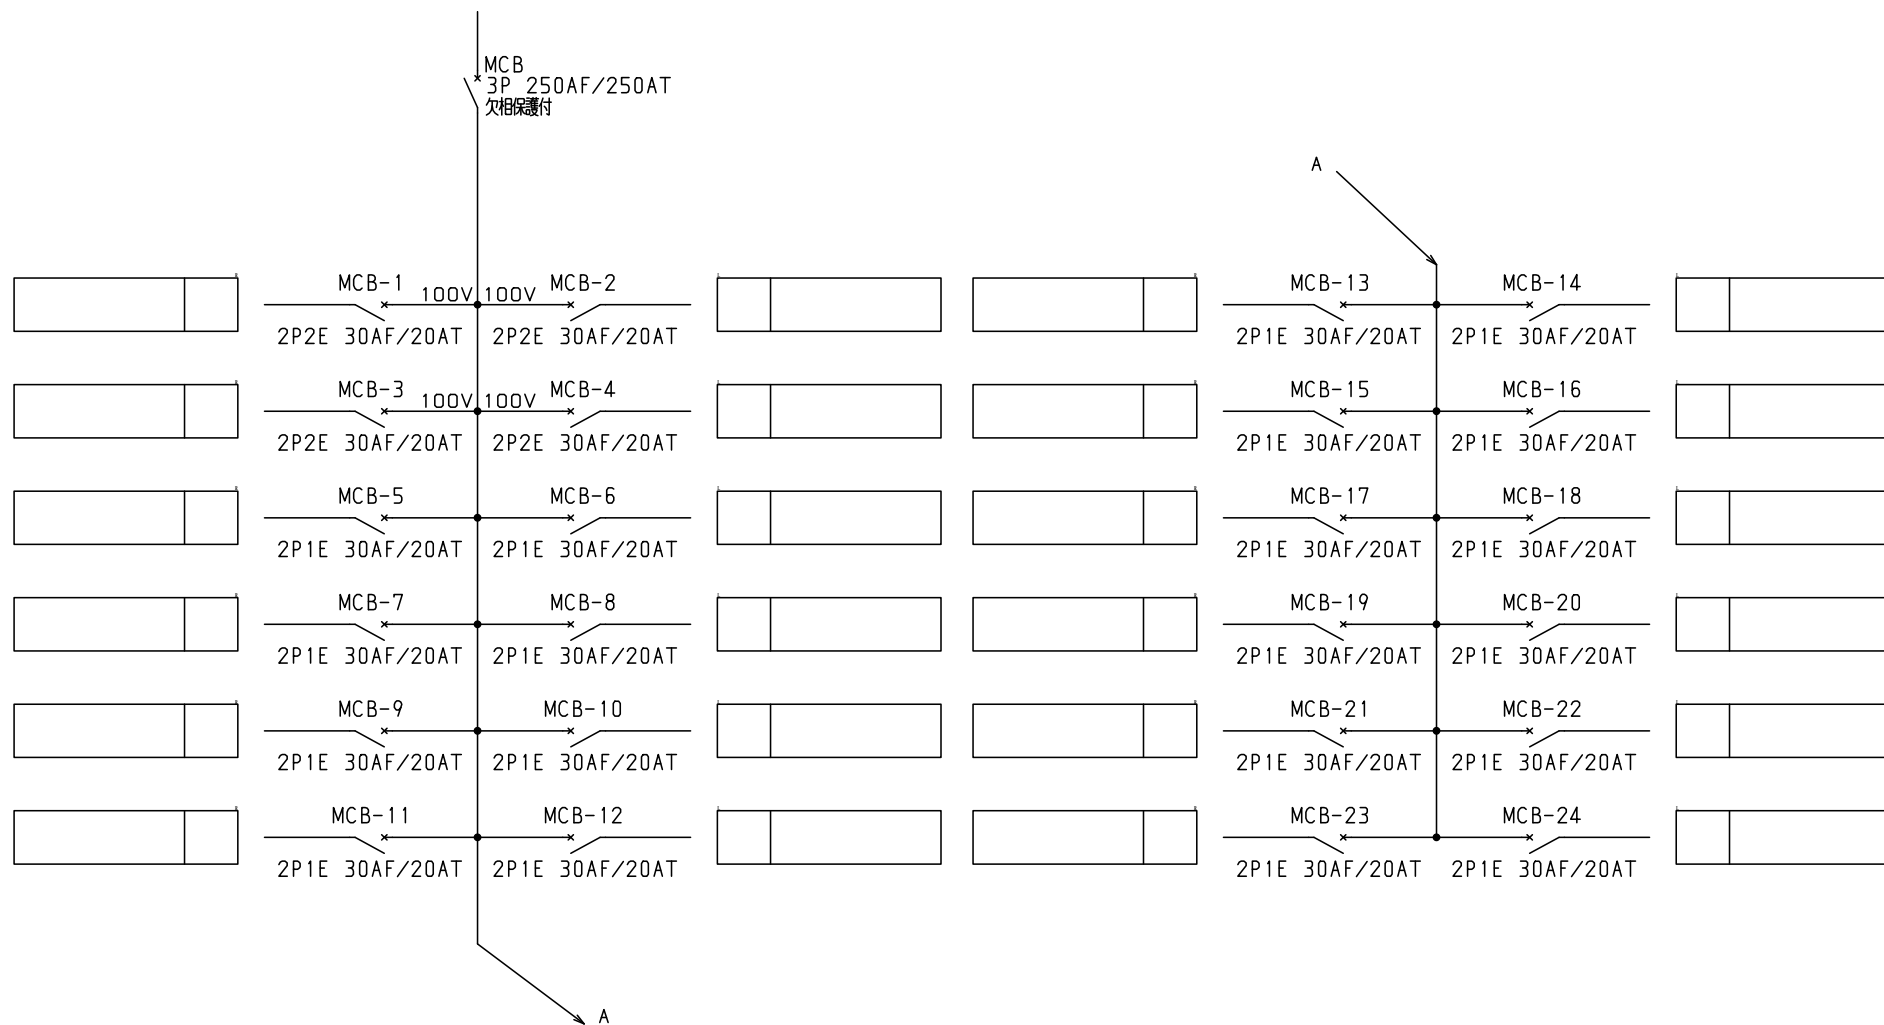 MCB
3P 250AF/250AT
欠相保護付
A
MCB-1 100V 100V MCB-2
2P2E 30AF/20AT 2P2E 30AF/20AT
MCB-3 100V 100V MCB-4
2P2E 30AF/20AT 2P2E 30AF/20AT
MCB-5 MCB-6
2P1E 30AF/20AT 2P1E 30AF/20AT
MCB-7 MCB-8
2P1E 30AF/20AT 2P1E 30AF/20AT
MCB-9 MCB-10
2P1E 30AF/20AT 2P1E 30AF/20AT
MCB-11 MCB-12
2P1E 30AF/20AT 2P1E 30AF/20AT
A
MCB-13 MCB-14
2P1E 30AF/20AT 2P1E 30AF/20AT
MCB-15 MCB-16
2P1E 30AF/20AT 2P1E 30AF/20AT
MCB-17 MCB-18
2P1E 30AF/20AT 2P1E 30AF/20AT
MCB-19 MCB-20
2P1E 30AF/20AT 2P1E 30AF/20AT
MCB-21 MCB-22
2P1E 30AF/20AT 2P1E 30AF/20AT
MCB-23 MCB-24
2P1E 30AF/20AT 2P1E 30AF/20AT